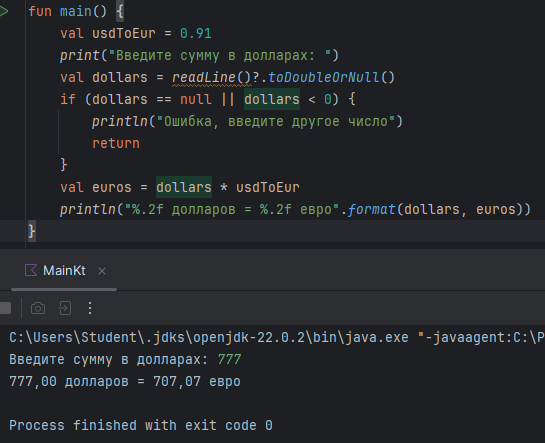 fun main() {
val usdToEur = 0.91
print("Введите сумму в долларах: ")
val dollars = readLine()?.toDoubleOrNull()
if (dollars == null || dollars < 0) {
println("Ошибка, введите другое число")
return
}
val euros = dollars * usdToEur
println("%.2f долларов = %.2f евро".format(dollars, euros))
}
MainKt
C:\Users\Student\.jdks\openjdk-22.0.2\bin\java.exe "-javaagent:C:\P
Введите сумму в долларах: 777
777,00 долларов = 707,07 евро
Process finished with exit code 0